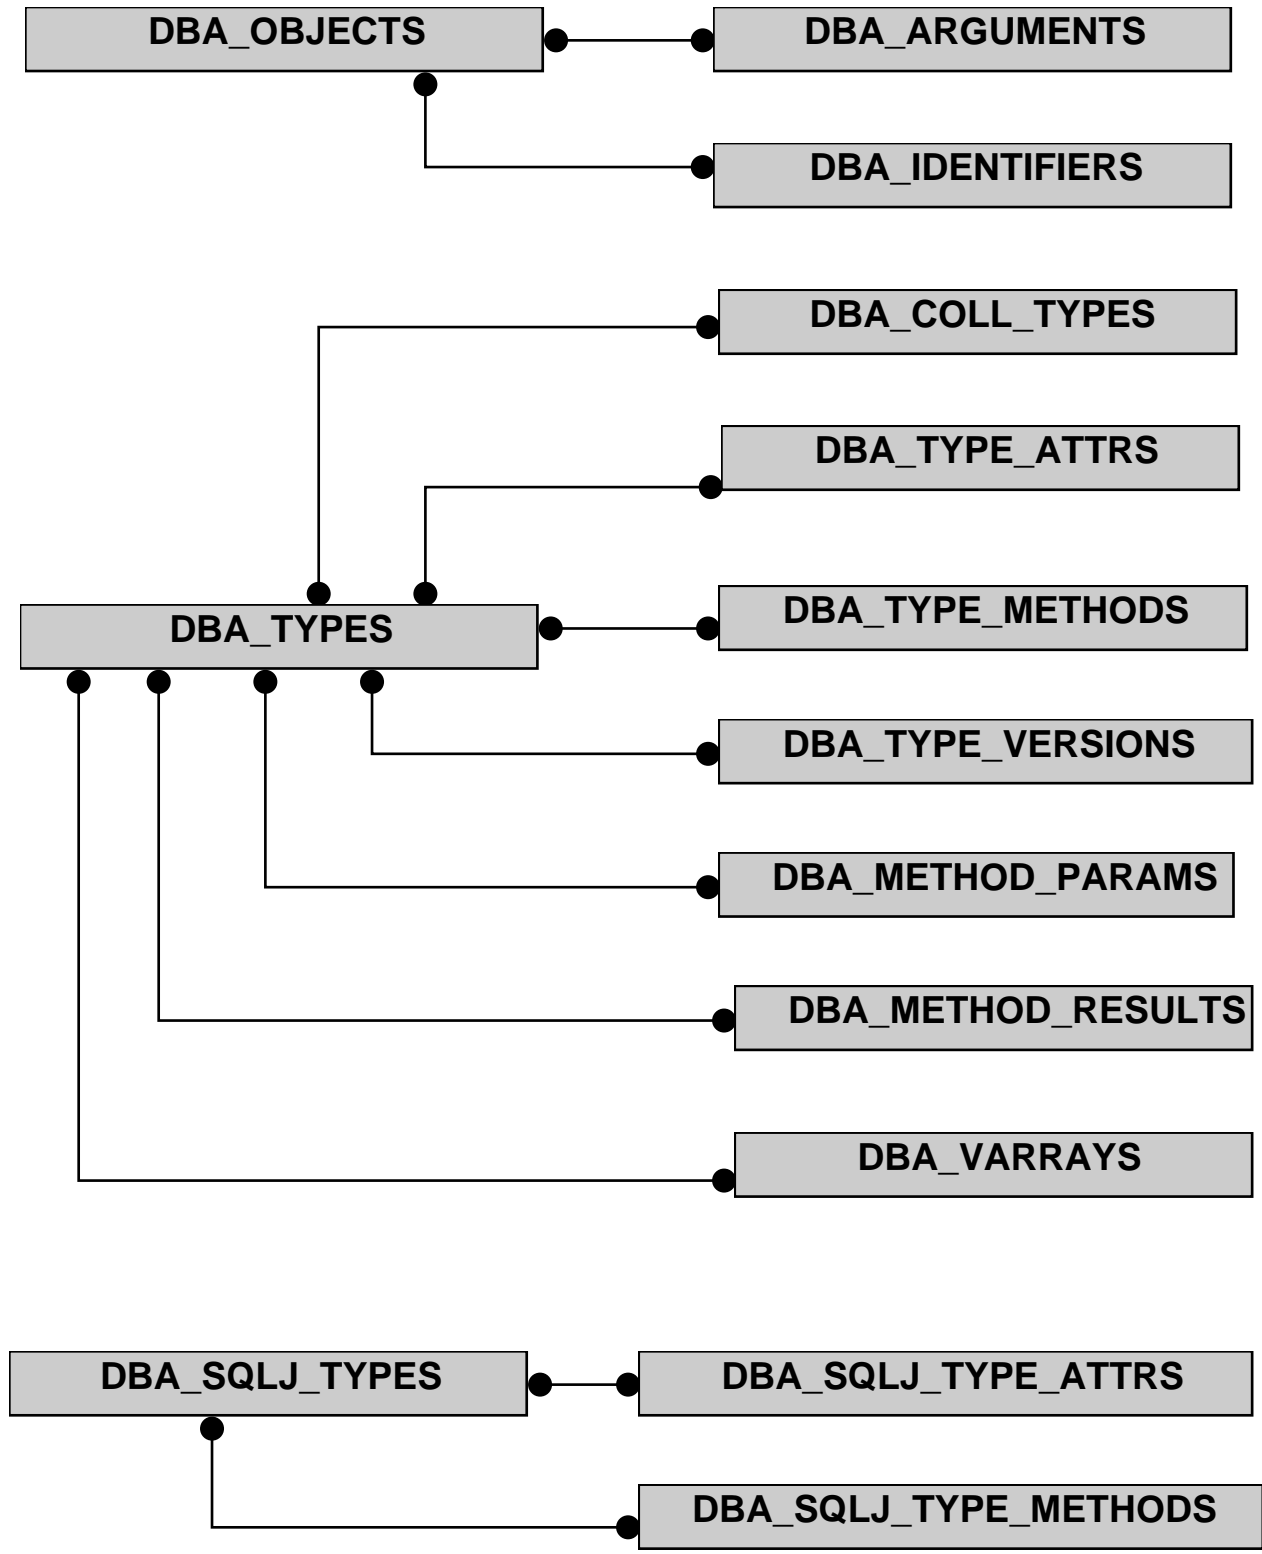 DBA_OBJECTS
DBA_ARGUMENTS
DBA_IDENTIFIERS
DBA_COLL_TYPES
DBA_TYPE_ATTRS
DBA_TYPES
DBA_TYPE_METHODS
DBA_TYPE_VERSIONS
DBA_METHOD_PARAMS
DBA_METHOD_RESULTS
DBA_VARRAYS
DBA_SQLJ_TYPES
DBA_SQLJ_TYPE_ATTRS
DBA_SQLJ_TYPE_METHODS